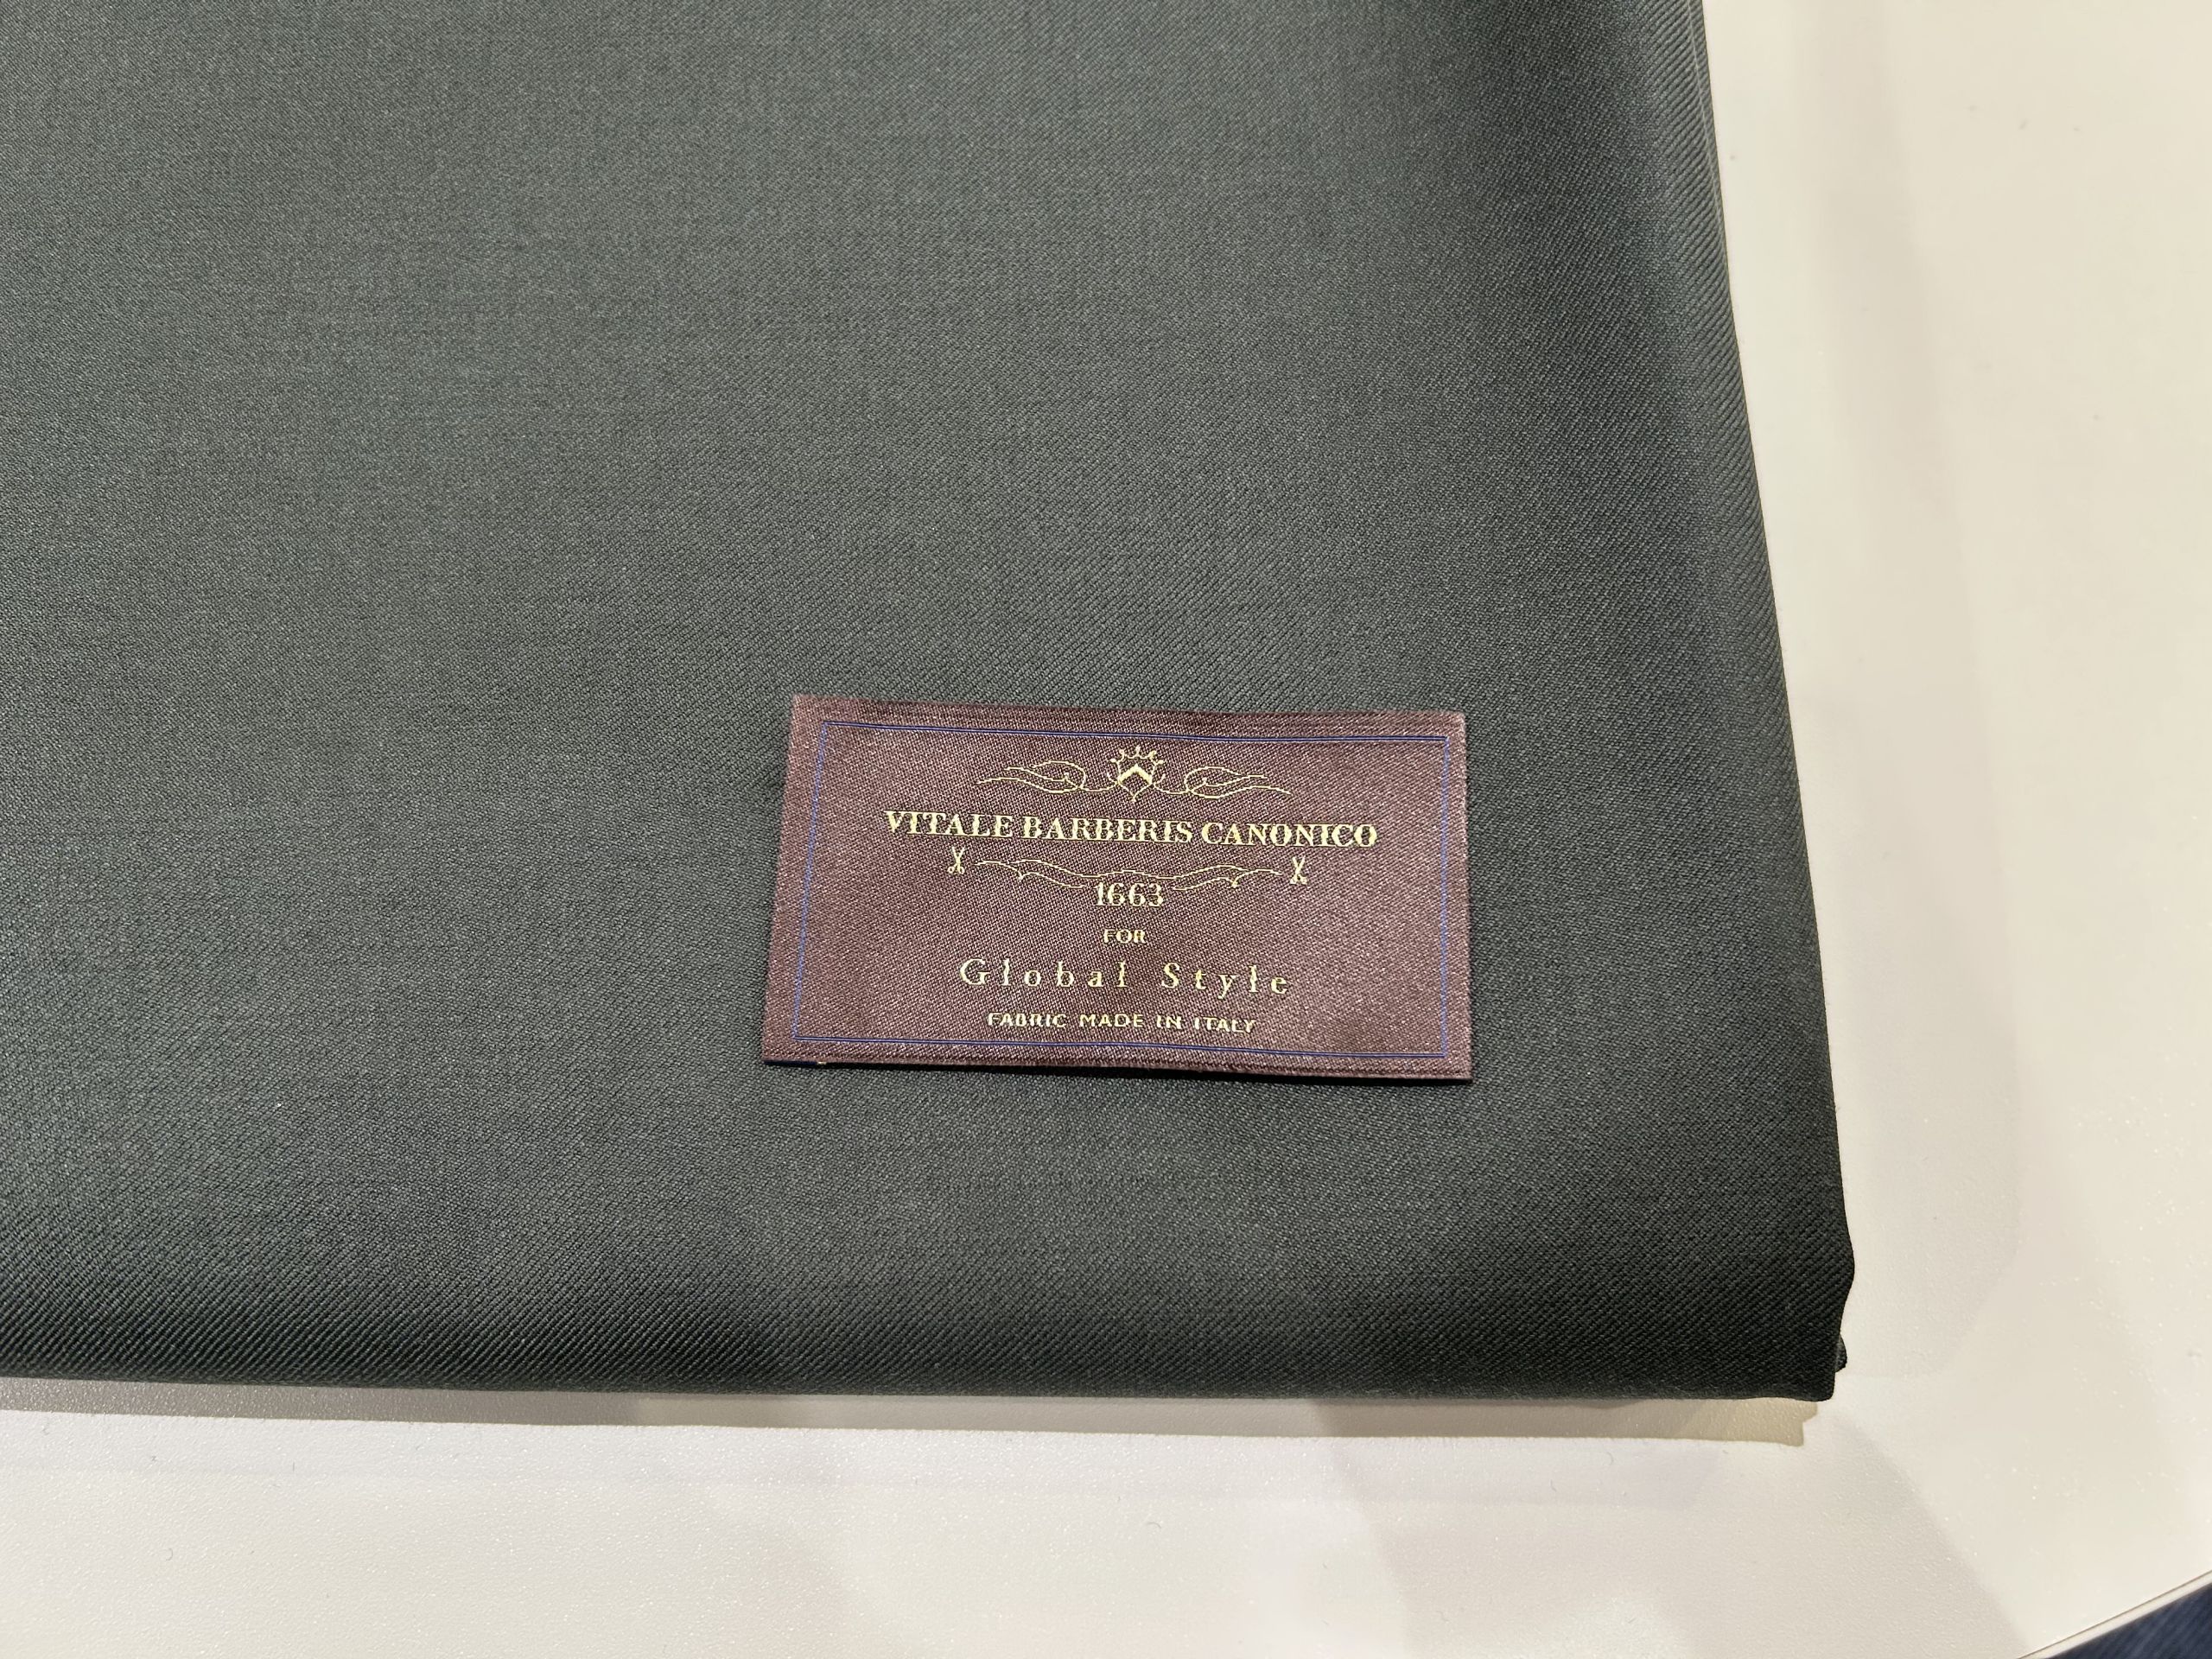 VITALE BARBERIS CANONICO
1663
FOR
Global Style
FABRIC MADE IN ITALY